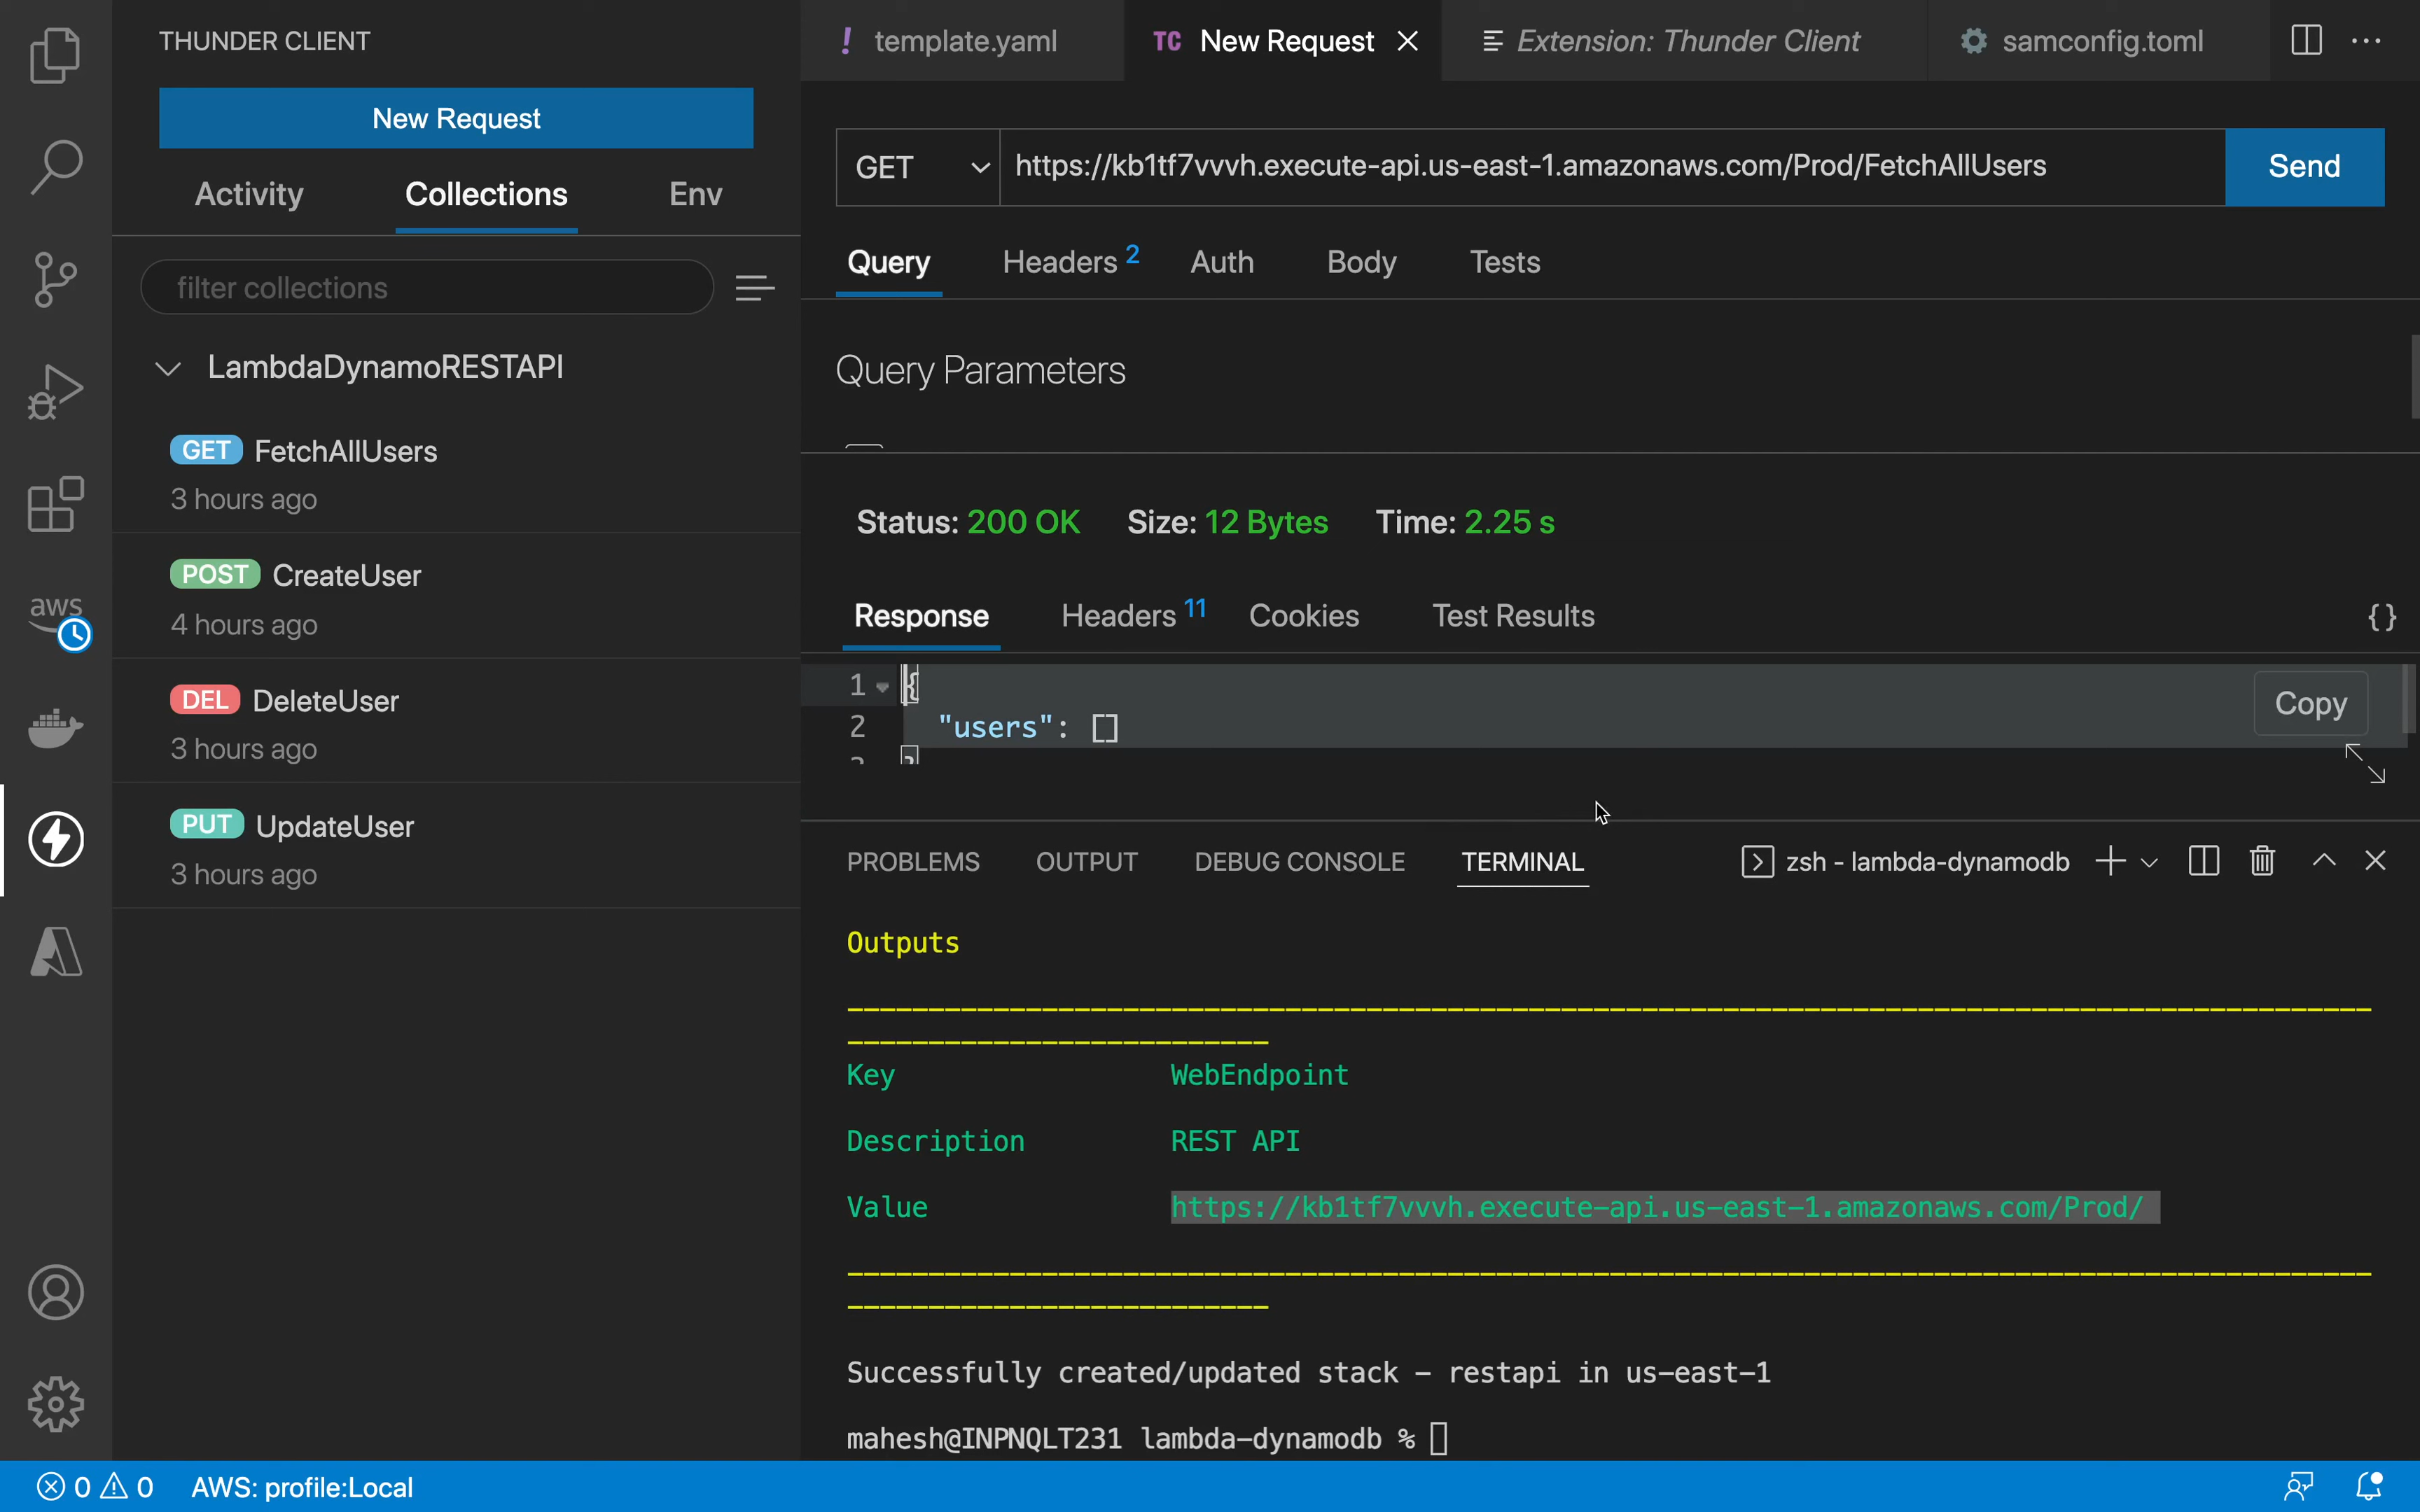 THUNDER CLIENT
New Request
Activity Collections Env
filter collections
LambdaDynamoRESTAPI
GET FetchAllUsers
3 hours ago
POST CreateUser
4 hours ago
aws
DEL DeleteUser
3 hours ago
PUT UpdateUser
3 hours ago
! template.yaml TC New Request Extension: Thunder Client samconfig.toml
GET https://kb1tf7vvvh.execute-api.us-east-1.amazonaws.com/Prod/FetchAllUsers Send
Query Headers 2 Auth Body Tests
Query Parameters
Status: 200 OK Size: 12 Bytes Time: 2.25 s
Response Headers 11 Cookies Test Results {}
1 {
Copy
2 "users": []
3 }
PROBLEMS OUTPUT DEBUG CONSOLE TERMINAL zsh - lambda-dynamodb
Outputs
Key WebEndpoint
Description REST API
Value https://kb1tf7vvvh.execute-api.us-east-1.amazonaws.com/Prod/
Successfully created/updated stack - restapi in us-east-1
mahesh@INPNQLT231 lambda-dynamodb %
0 0 AWS: profile:Local